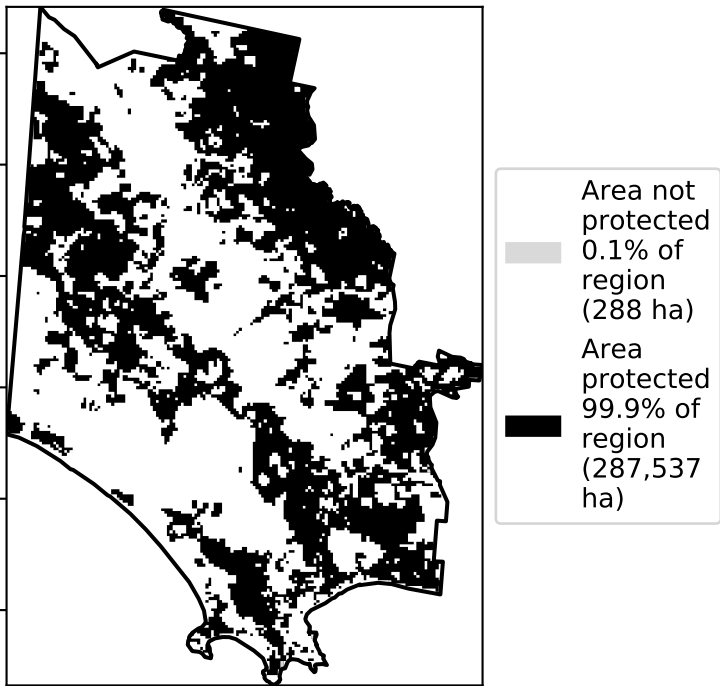 Area not
protected
0.1% of
region
(288 ha)
Area
protected
99.9% of
region
(287,537
ha)